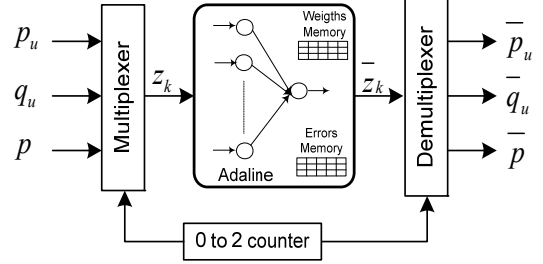 p_u
q_u
p
Multiplexer
z_k
Weigths
Memory
Errors
Memory
Adaline
z̄_k
Demultiplexer
p̄_u
q̄_u
p̄
0 to 2 counter